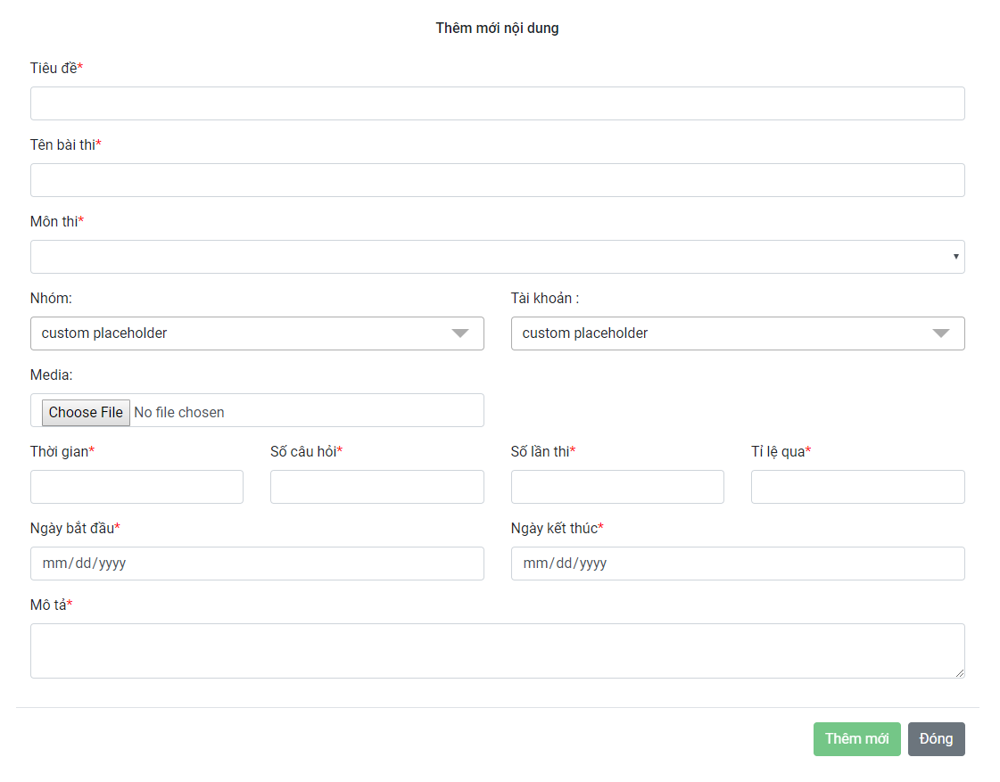 Thêm mới nội dung
Tiêu đề*
Tên bài thi*
Môn thi*
Nhóm: Tài khoản :
custom placeholder custom placeholder
Media:
Choose File No file chosen
Thời gian* Số câu hỏi* Số lần thi* Tỉ lệ qua*
Ngày bắt đầu* Ngày kết thúc*
mm/dd/yyyy mm/dd/yyyy
Mô tả*
Thêm mới Đóng